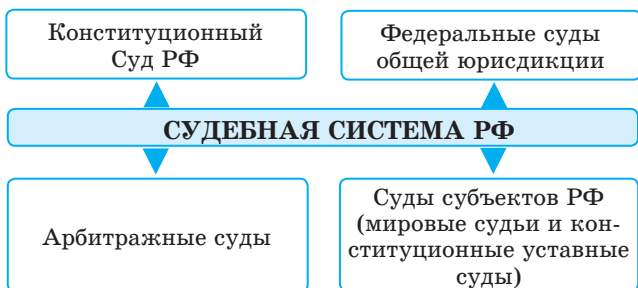 Конституционный
Суд РФ
Федеральные суды
общей юрисдикции
СУДЕБНАЯ СИСТЕМА РФ
Арбитражные суды
Суды субъектов РФ
(мировые судьи и кон-
ституционные уставные
суды)